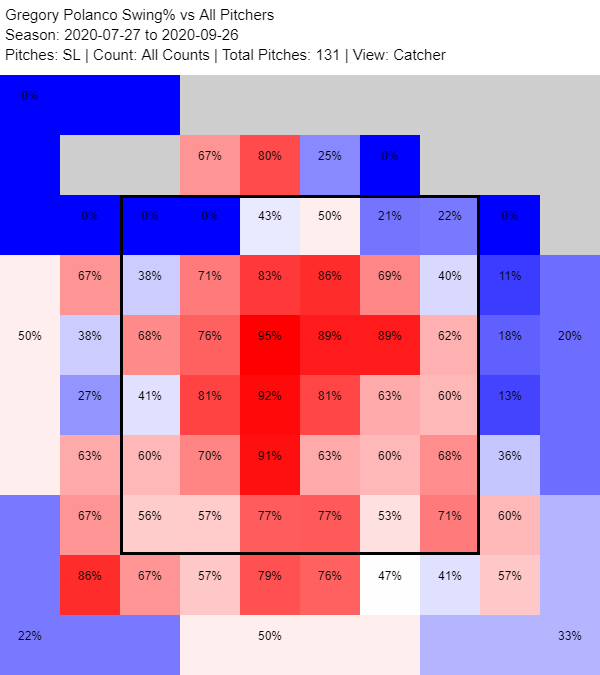 Gregory Polanco Swing% vs All Pitchers
Season: 2020-07-27 to 2020-09-26
Pitches: SL | Count: All Counts | Total Pitches: 131 | View: Catcher
0%
67% 80% 25% 0%
0% 0% 0% 43% 50% 21% 22% 0%
67% 38% 71% 83% 86% 69% 40% 11%
50% 38% 68% 76% 95% 89% 89% 62% 18% 20%
27% 41% 81% 92% 81% 63% 60% 13%
63% 60% 70% 91% 63% 60% 68% 36%
67% 56% 57% 77% 77% 53% 71% 60%
86% 67% 57% 79% 76% 47% 41% 57%
22% 50% 33%